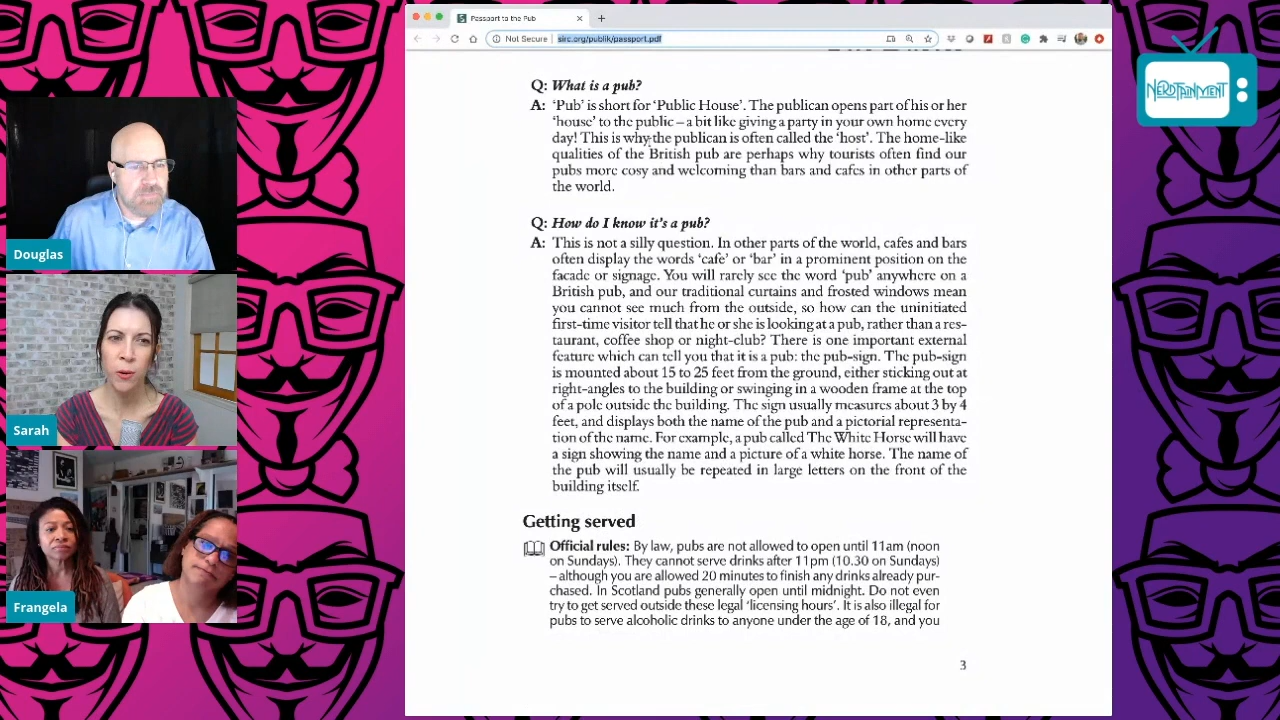 Passport to the Pub
Not Secure | sirc.org/publik/passport.pdf
NERDTAINMENT
Q: What is a pub?
A: ‘Pub’ is short for ‘Public House’. The publican opens part of his or her
‘house’ to the public – a bit like giving a party in your own home every
day! This is why the publican is often called the ‘host’. The home-like
qualities of the British pub are perhaps why tourists often find our
pubs more cosy and welcoming than bars and cafes in other parts of
the world.
Q: How do I know it’s a pub?
A: This is not a silly question. In other parts of the world, cafes and bars
often display the words ‘cafe’ or ‘bar’ in a prominent position on the
facade or signage. You will rarely see the word ‘pub’ anywhere on a
British pub, and our traditional curtains and frosted windows mean
you cannot see much from the outside, so how can the uninitiated
first-time visitor tell that he or she is looking at a pub, rather than a res-
taurant, coffee shop or night-club? There is one important external
feature which can tell you that it is a pub: the pub-sign. The pub-sign
is mounted about 15 to 25 feet from the ground, either sticking out at
right-angles to the building or swinging in a wooden frame at the top
of a pole outside the building. The sign usually measures about 3 by 4
feet, and displays both the name of the pub and a pictorial representa-
tion of the name. For example, a pub called The White Horse will have
a sign showing the name and a picture of a white horse. The name of
the pub will usually be repeated in large letters on the front of the
building itself.
Getting served
Official rules: By law, pubs are not allowed to open until 11am (noon
on Sundays). They cannot serve drinks after 11pm (10.30 on Sundays)
– although you are allowed 20 minutes to finish any drinks already pur-
chased. In Scotland pubs generally open until midnight. Do not even
try to get served outside these legal ‘licensing hours’. It is also illegal for
pubs to serve alcoholic drinks to anyone under the age of 18, and you
3
Douglas
Sarah
Frangela